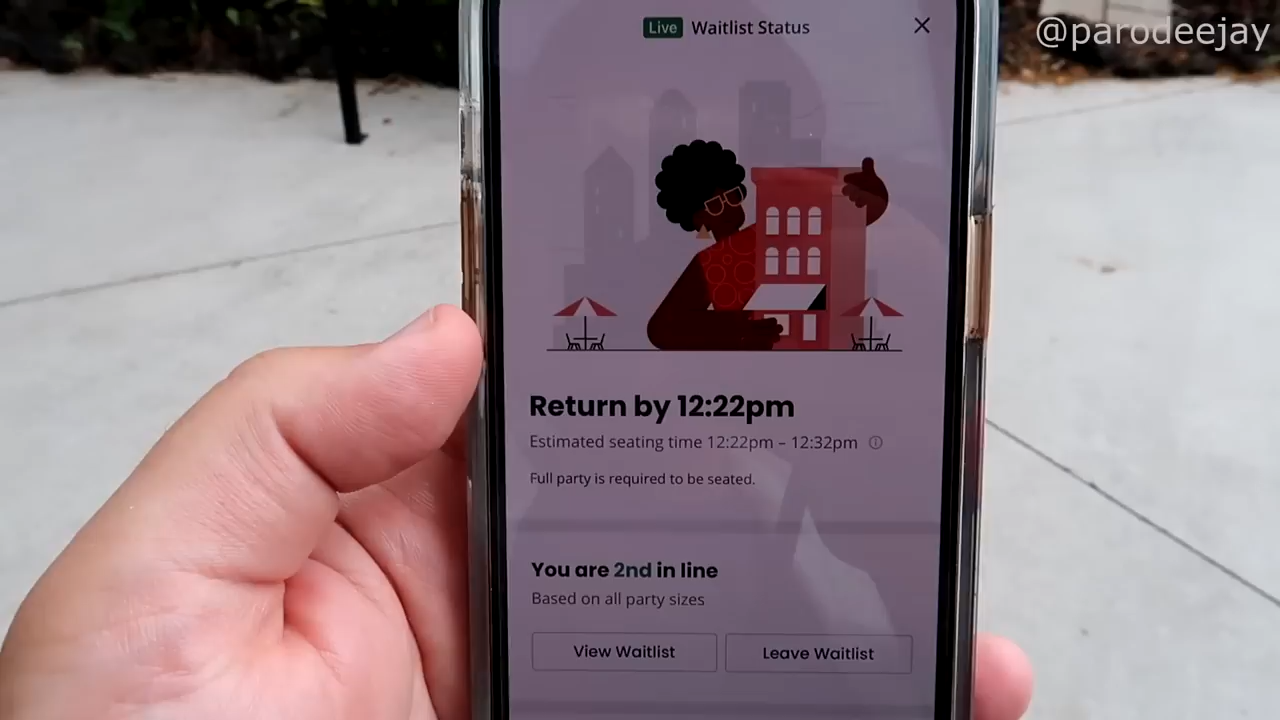 @parodeejay
Live Waitlist Status
Return by 12:22pm
Estimated seating time 12:22pm – 12:32pm
Full party is required to be seated.
You are 2nd in line
Based on all party sizes
View Waitlist
Leave Waitlist